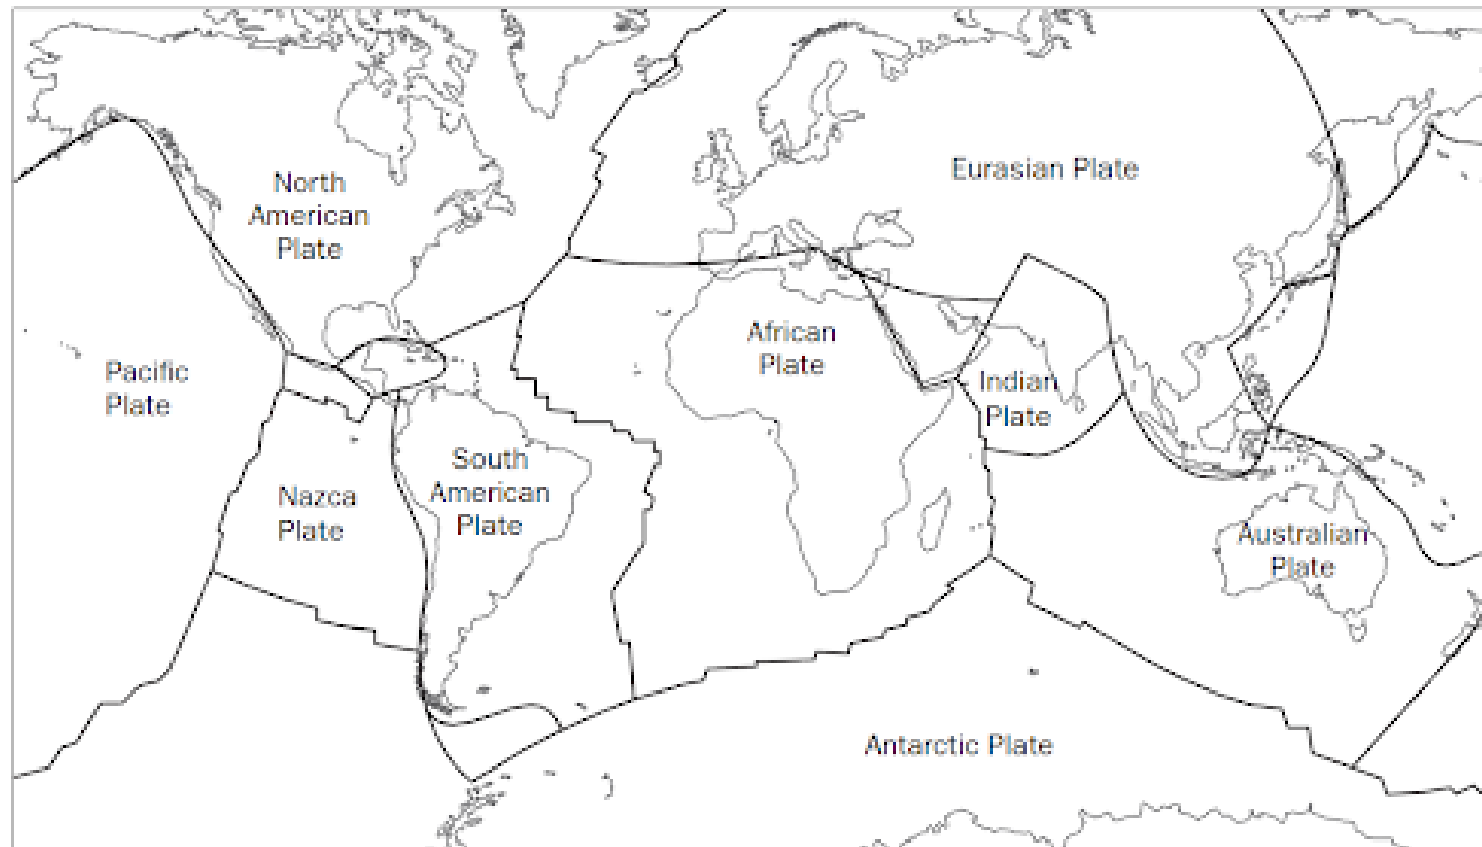 North
American
Plate
Eurasian Plate
Pacific
Plate
African
Plate
Indian
Plate
Nazca
Plate
South
American
Plate
Australian
Plate
Antarctic Plate